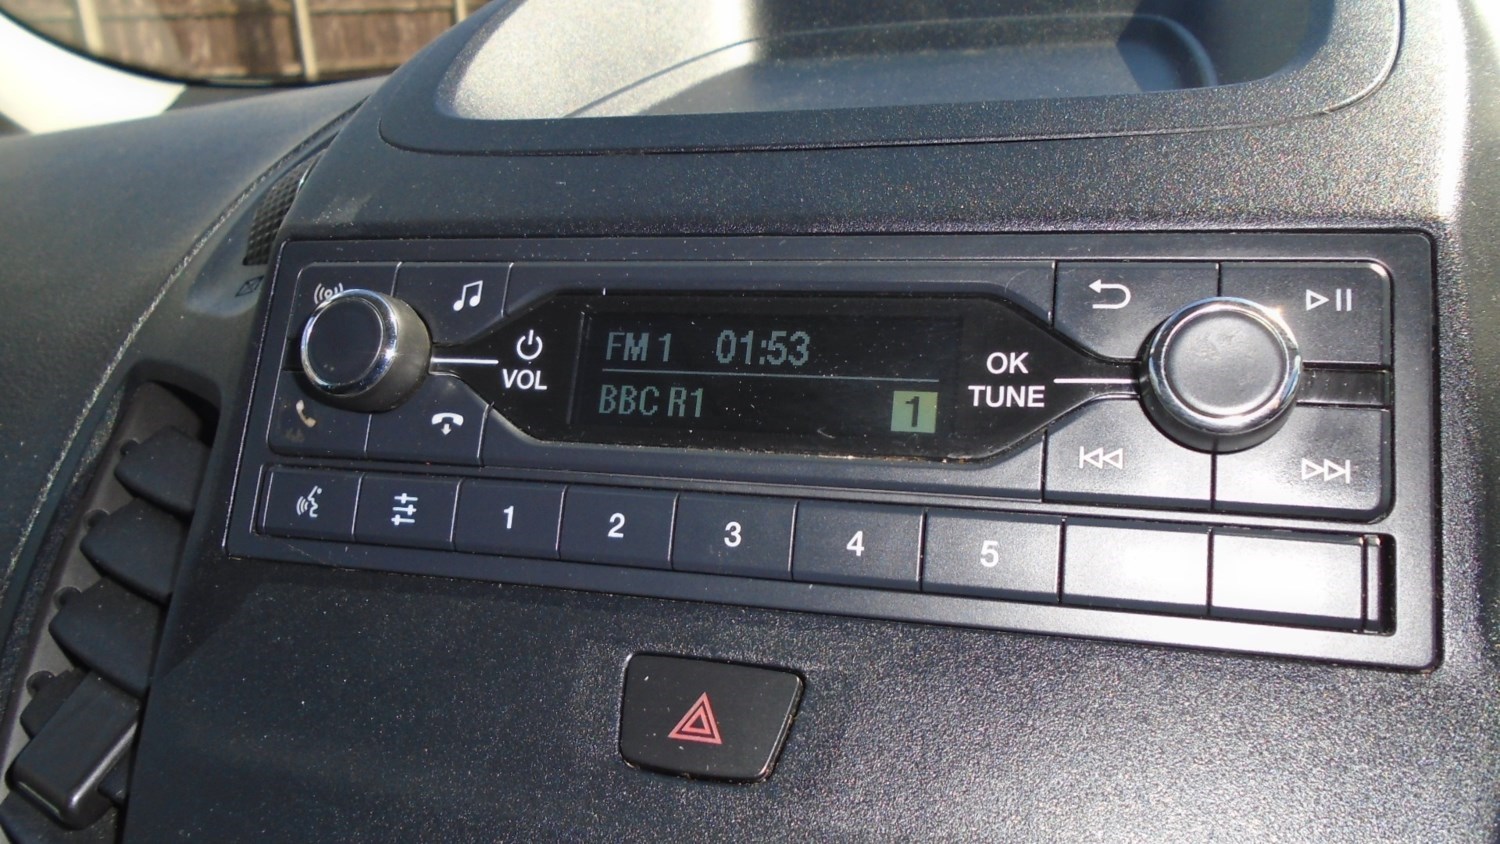 FM 1 01:53
BBC R1 1
VOL
OK
TUNE
1 2 3 4 5